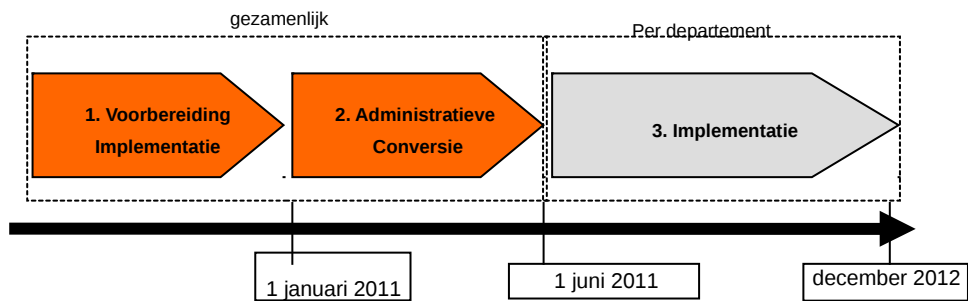 gezamenlijk
Per departement
1. Voorbereiding
Implementatie
2. Administratieve
Conversie
3. Implementatie
1 januari 2011
1 juni 2011
december 2012